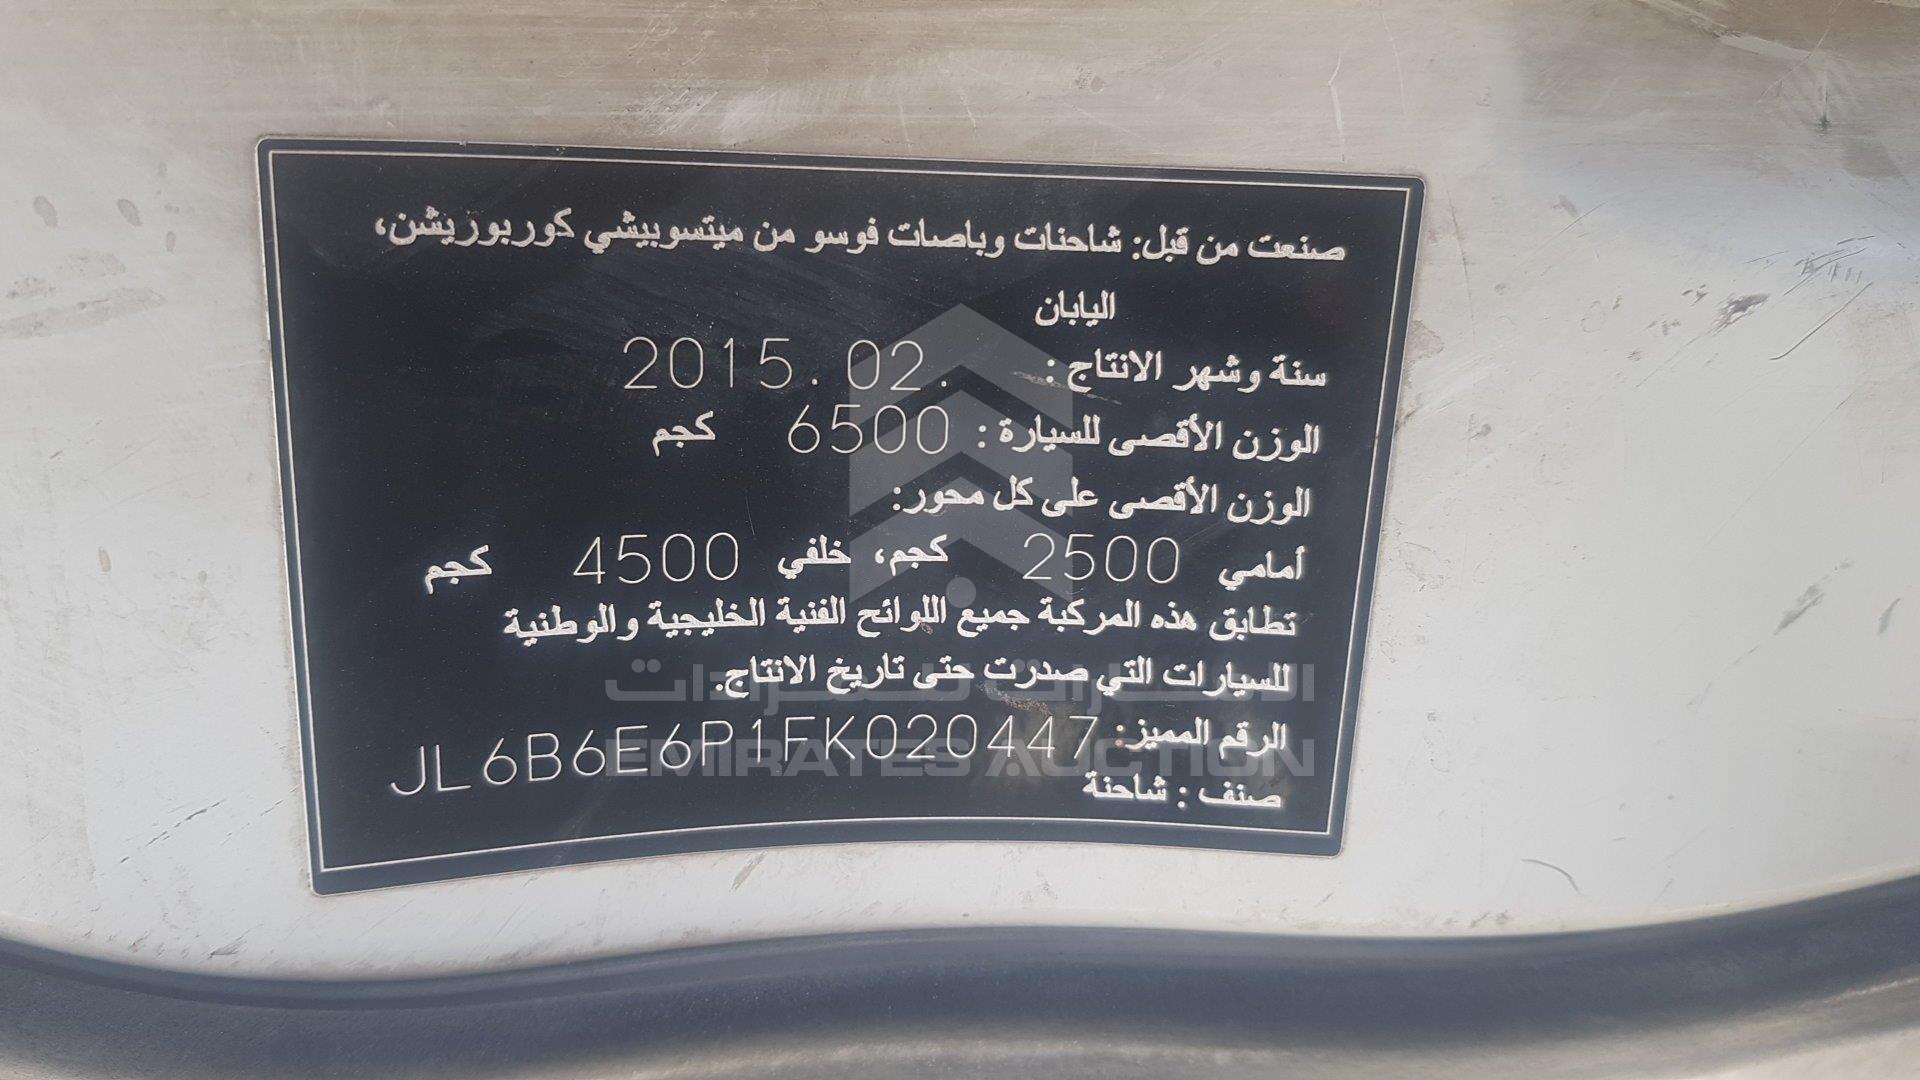 صنعت من قبل: شاحنات وباصات فوسو من ميتسوبيشي كوربوريشن،
اليابان
سنة وشهر الانتاج : 2015.02.
الوزن الأقصى للسيارة : 6500 كجم
الوزن الأقصى على كل محور:
أمامي 2500 كجم، خلفي 4500 كجم
تطابق هذه المركبة جميع اللوائح الفنية الخليجية والوطنية
للسيارات التي صدرت حتى تاريخ الانتاج.
الرقم المميز: JL6B6E6P1FK020447
صنف : شاحنة
الإمارات للمزادات
EMIRATES AUCTION